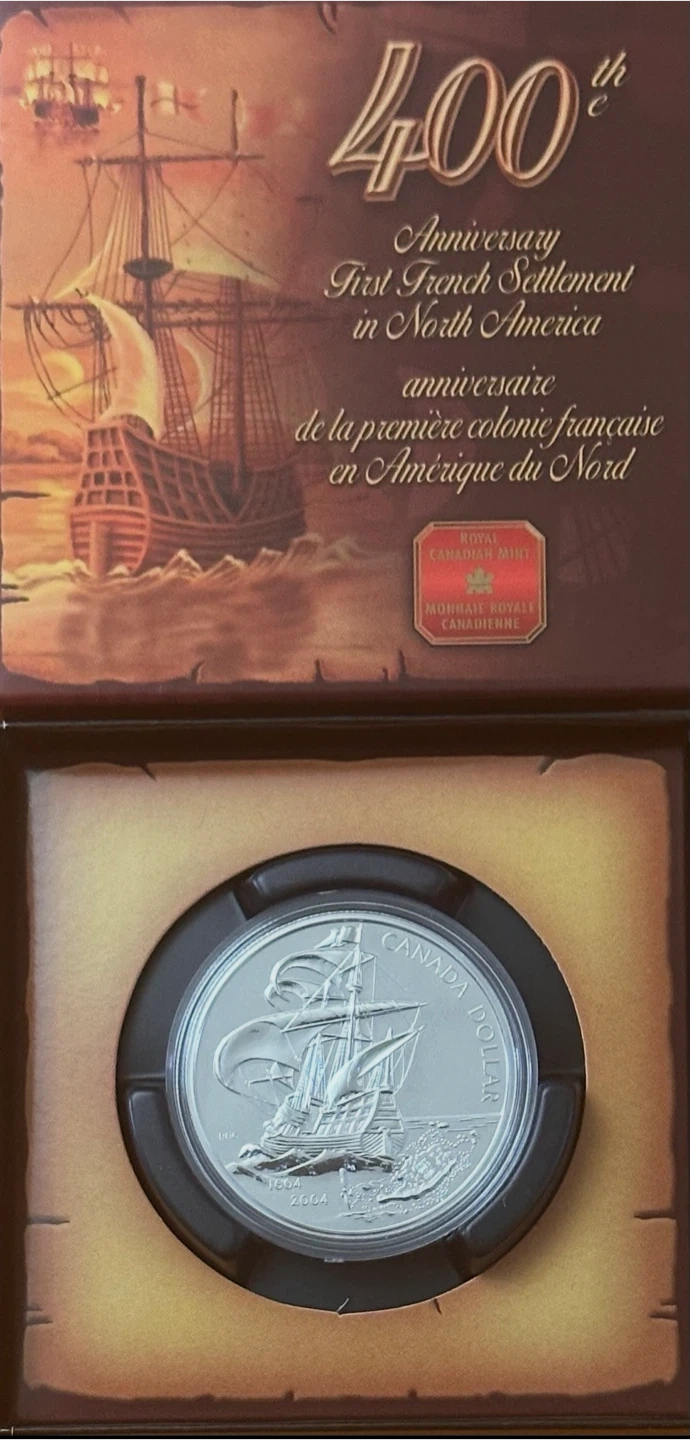 400th
e
Anniversary
First French Settlement
in North America
anniversaire
de la première colonie française
en Amérique du Nord
ROYAL
CANADIAN MINT
MONNAIE ROYALE
CANADIENNE
CANADA DOLLAR
1604
2004